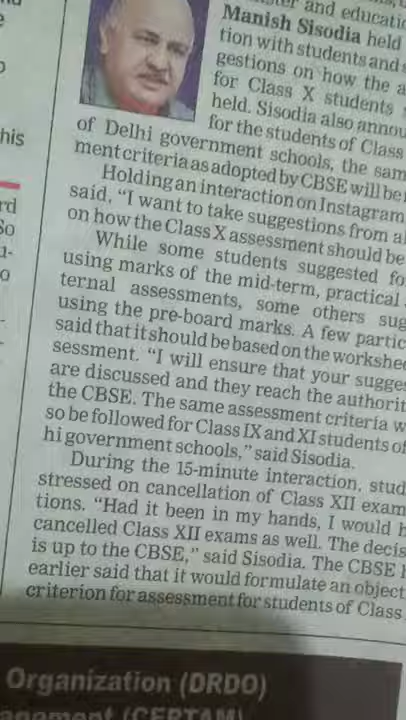 ster and educatio
Manish Sisodia held
tion with students and
gestions on how the a
for Class X students
held. Sisodia also annou
for the students of Class
of Delhi government schools, the sam
ment criteria as adopted by CBSE will be
Holding an interaction on Instagram
said, "I want to take suggestions from al
on how the Class X assessment should be
While some students suggested fo
using marks of the mid-term, practical
ternal assessments, some others sug
using the pre-board marks. A few partic
said that it should be based on the workshee
sessment. "I will ensure that your sugges
are discussed and they reach the authorit
the CBSE. The same assessment criteria w
so be followed for Class IX and XI students of
hi government schools," said Sisodia.
During the 15-minute interaction, stud
stressed on cancellation of Class XII exam
tions. "Had it been in my hands, I would h
cancelled Class XII exams as well. The decis
is up to the CBSE," said Sisodia. The CBSE h
earlier said that it would formulate an object
criterion for assessment for students of Class
his
rd
So
u-
o
Organization (DRDO)